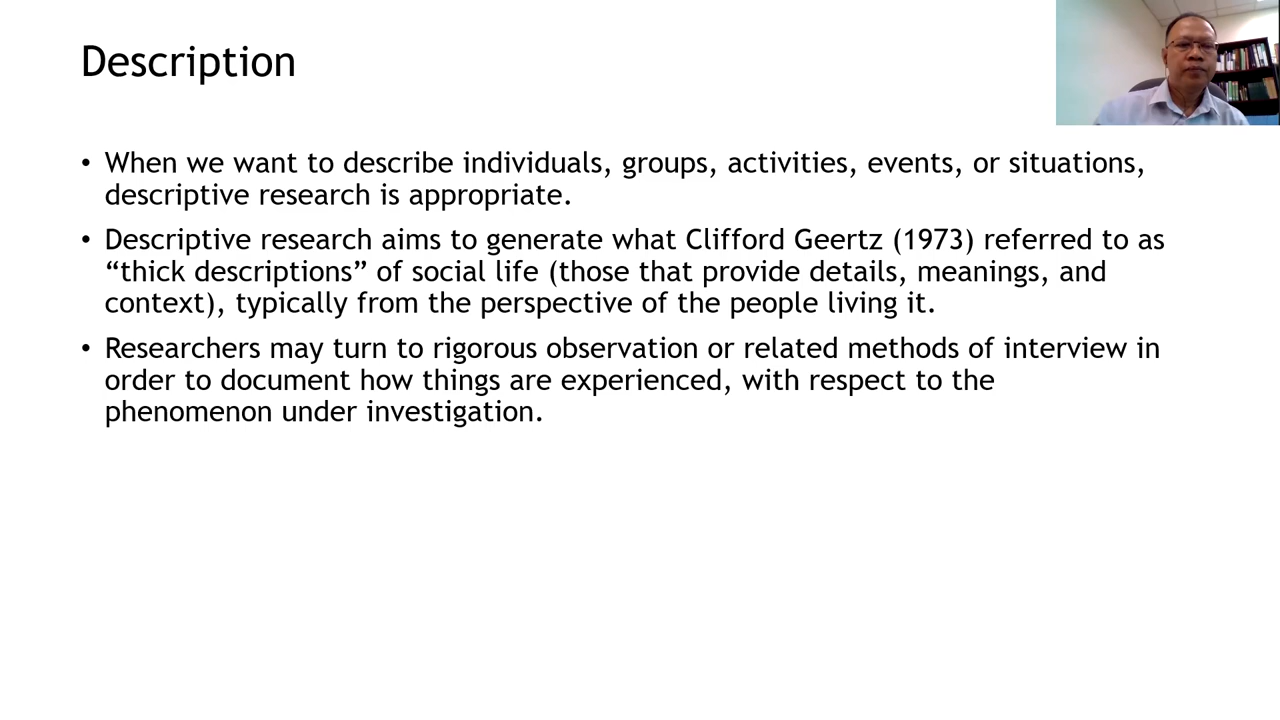 Description
• When we want to describe individuals, groups, activities, events, or situations,
descriptive research is appropriate.
• Descriptive research aims to generate what Clifford Geertz (1973) referred to as
“thick descriptions” of social life (those that provide details, meanings, and
context), typically from the perspective of the people living it.
• Researchers may turn to rigorous observation or related methods of interview in
order to document how things are experienced, with respect to the
phenomenon under investigation.